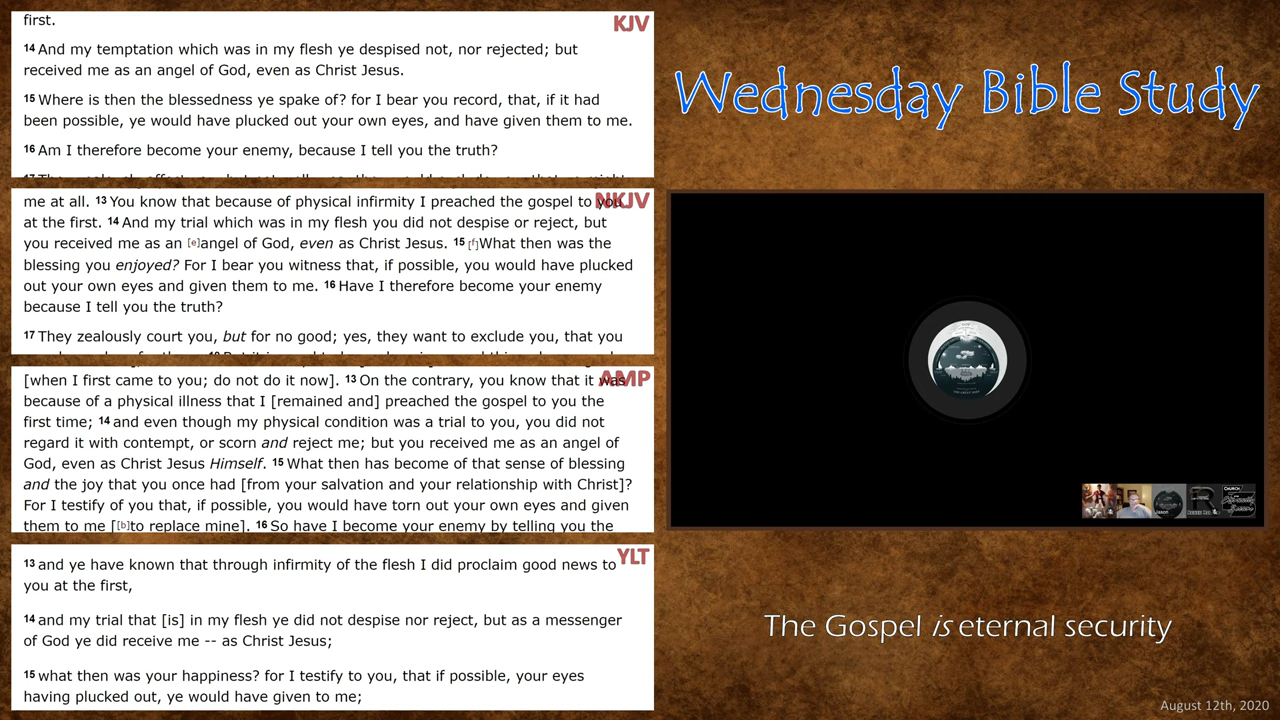 first.
KJV
14 And my temptation which was in my flesh ye despised not, nor rejected; but
received me as an angel of God, even as Christ Jesus.
15 Where is then the blessedness ye spake of? for I bear you record, that, if it had
been possible, ye would have plucked out your own eyes, and have given them to me.
16 Am I therefore become your enemy, because I tell you the truth?
NKJV
me at all. 13 You know that because of physical infirmity I preached the gospel to you
at the first. 14 And my trial which was in my flesh you did not despise or reject, but
you received me as an [e]angel of God, even as Christ Jesus. 15 [f]What then was the
blessing you enjoyed? For I bear you witness that, if possible, you would have plucked
out your own eyes and given them to me. 16 Have I therefore become your enemy
because I tell you the truth?
17 They zealously court you, but for no good; yes, they want to exclude you, that you
AMP
[when I first came to you; do not do it now]. 13 On the contrary, you know that it was
because of a physical illness that I [remained and] preached the gospel to you the
first time; 14 and even though my physical condition was a trial to you, you did not
regard it with contempt, or scorn and reject me; but you received me as an angel of
God, even as Christ Jesus Himself. 15 What then has become of that sense of blessing
and the joy that you once had [from your salvation and your relationship with Christ]?
For I testify of you that, if possible, you would have torn out your own eyes and given
them to me [[b]to replace mine]. 16 So have I become your enemy by telling you the
YLT
13 and ye have known that through infirmity of the flesh I did proclaim good news to
you at the first,
14 and my trial that [is] in my flesh ye did not despise nor reject, but as a messenger
of God ye did receive me -- as Christ Jesus;
15 what then was your happiness? for I testify to you, that if possible, your eyes
having plucked out, ye would have given to me;
Wednesday Bible Study
Jason
CHURCH
The Gospel is eternal security
August 12th, 2020